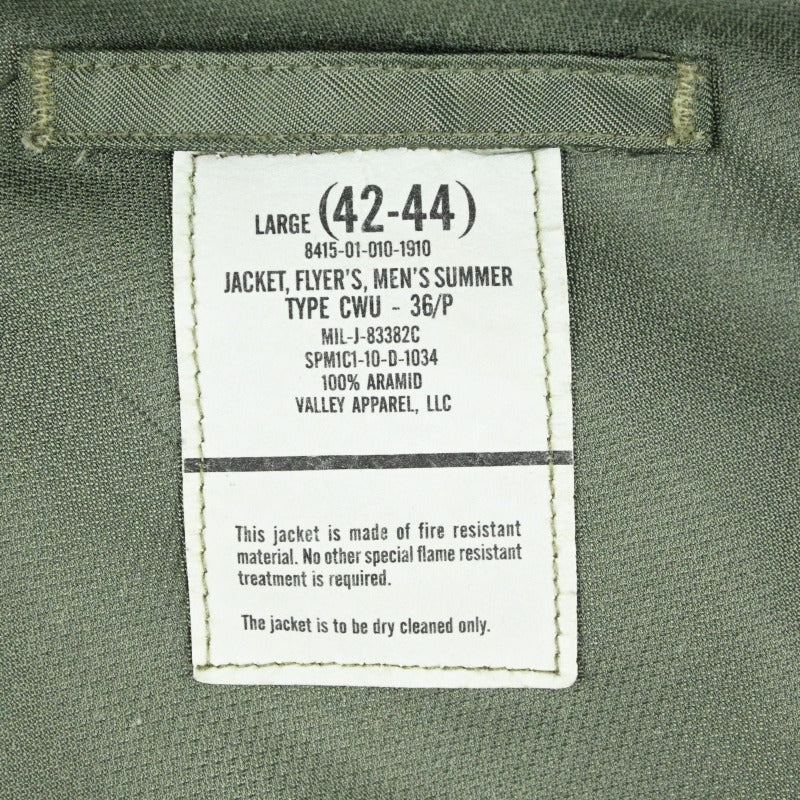 LARGE (42-44)
8415-01-010-1910
JACKET, FLYER'S, MEN'S SUMMER
TYPE CWU - 36/P
MIL-J-83382C
SPM1C1-10-D-1034
100% ARAMID
VALLEY APPAREL, LLC
This jacket is made of fire resistant
material. No other special flame resistant
treatment is required.
The jacket is to be dry cleaned only.